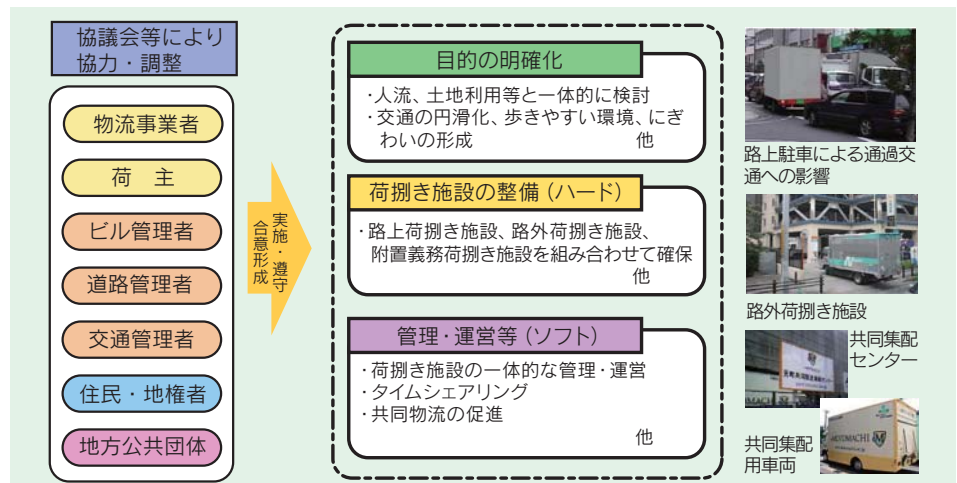 協議会等により
協力・調整
物流事業者
荷 主
ビル管理者
道路管理者
交通管理者
住民・地権者
地方公共団体
実施・遵守
合意形成
目的の明確化
・人流、土地利用等と一体的に検討
・交通の円滑化、歩きやすい環境、にぎ
わいの形成 他
荷捌き施設の整備（ハード）
・路上荷捌き施設、路外荷捌き施設、
附置義務荷捌き施設を組み合わせて確保
他
管理・運営等（ソフト）
・荷捌き施設の一体的な管理・運営
・タイムシェアリング
・共同物流の促進
他
路上駐車による通過交
通への影響
路外荷捌き施設
共同集配
センター
共同集配
用車両
MOTOMACHI